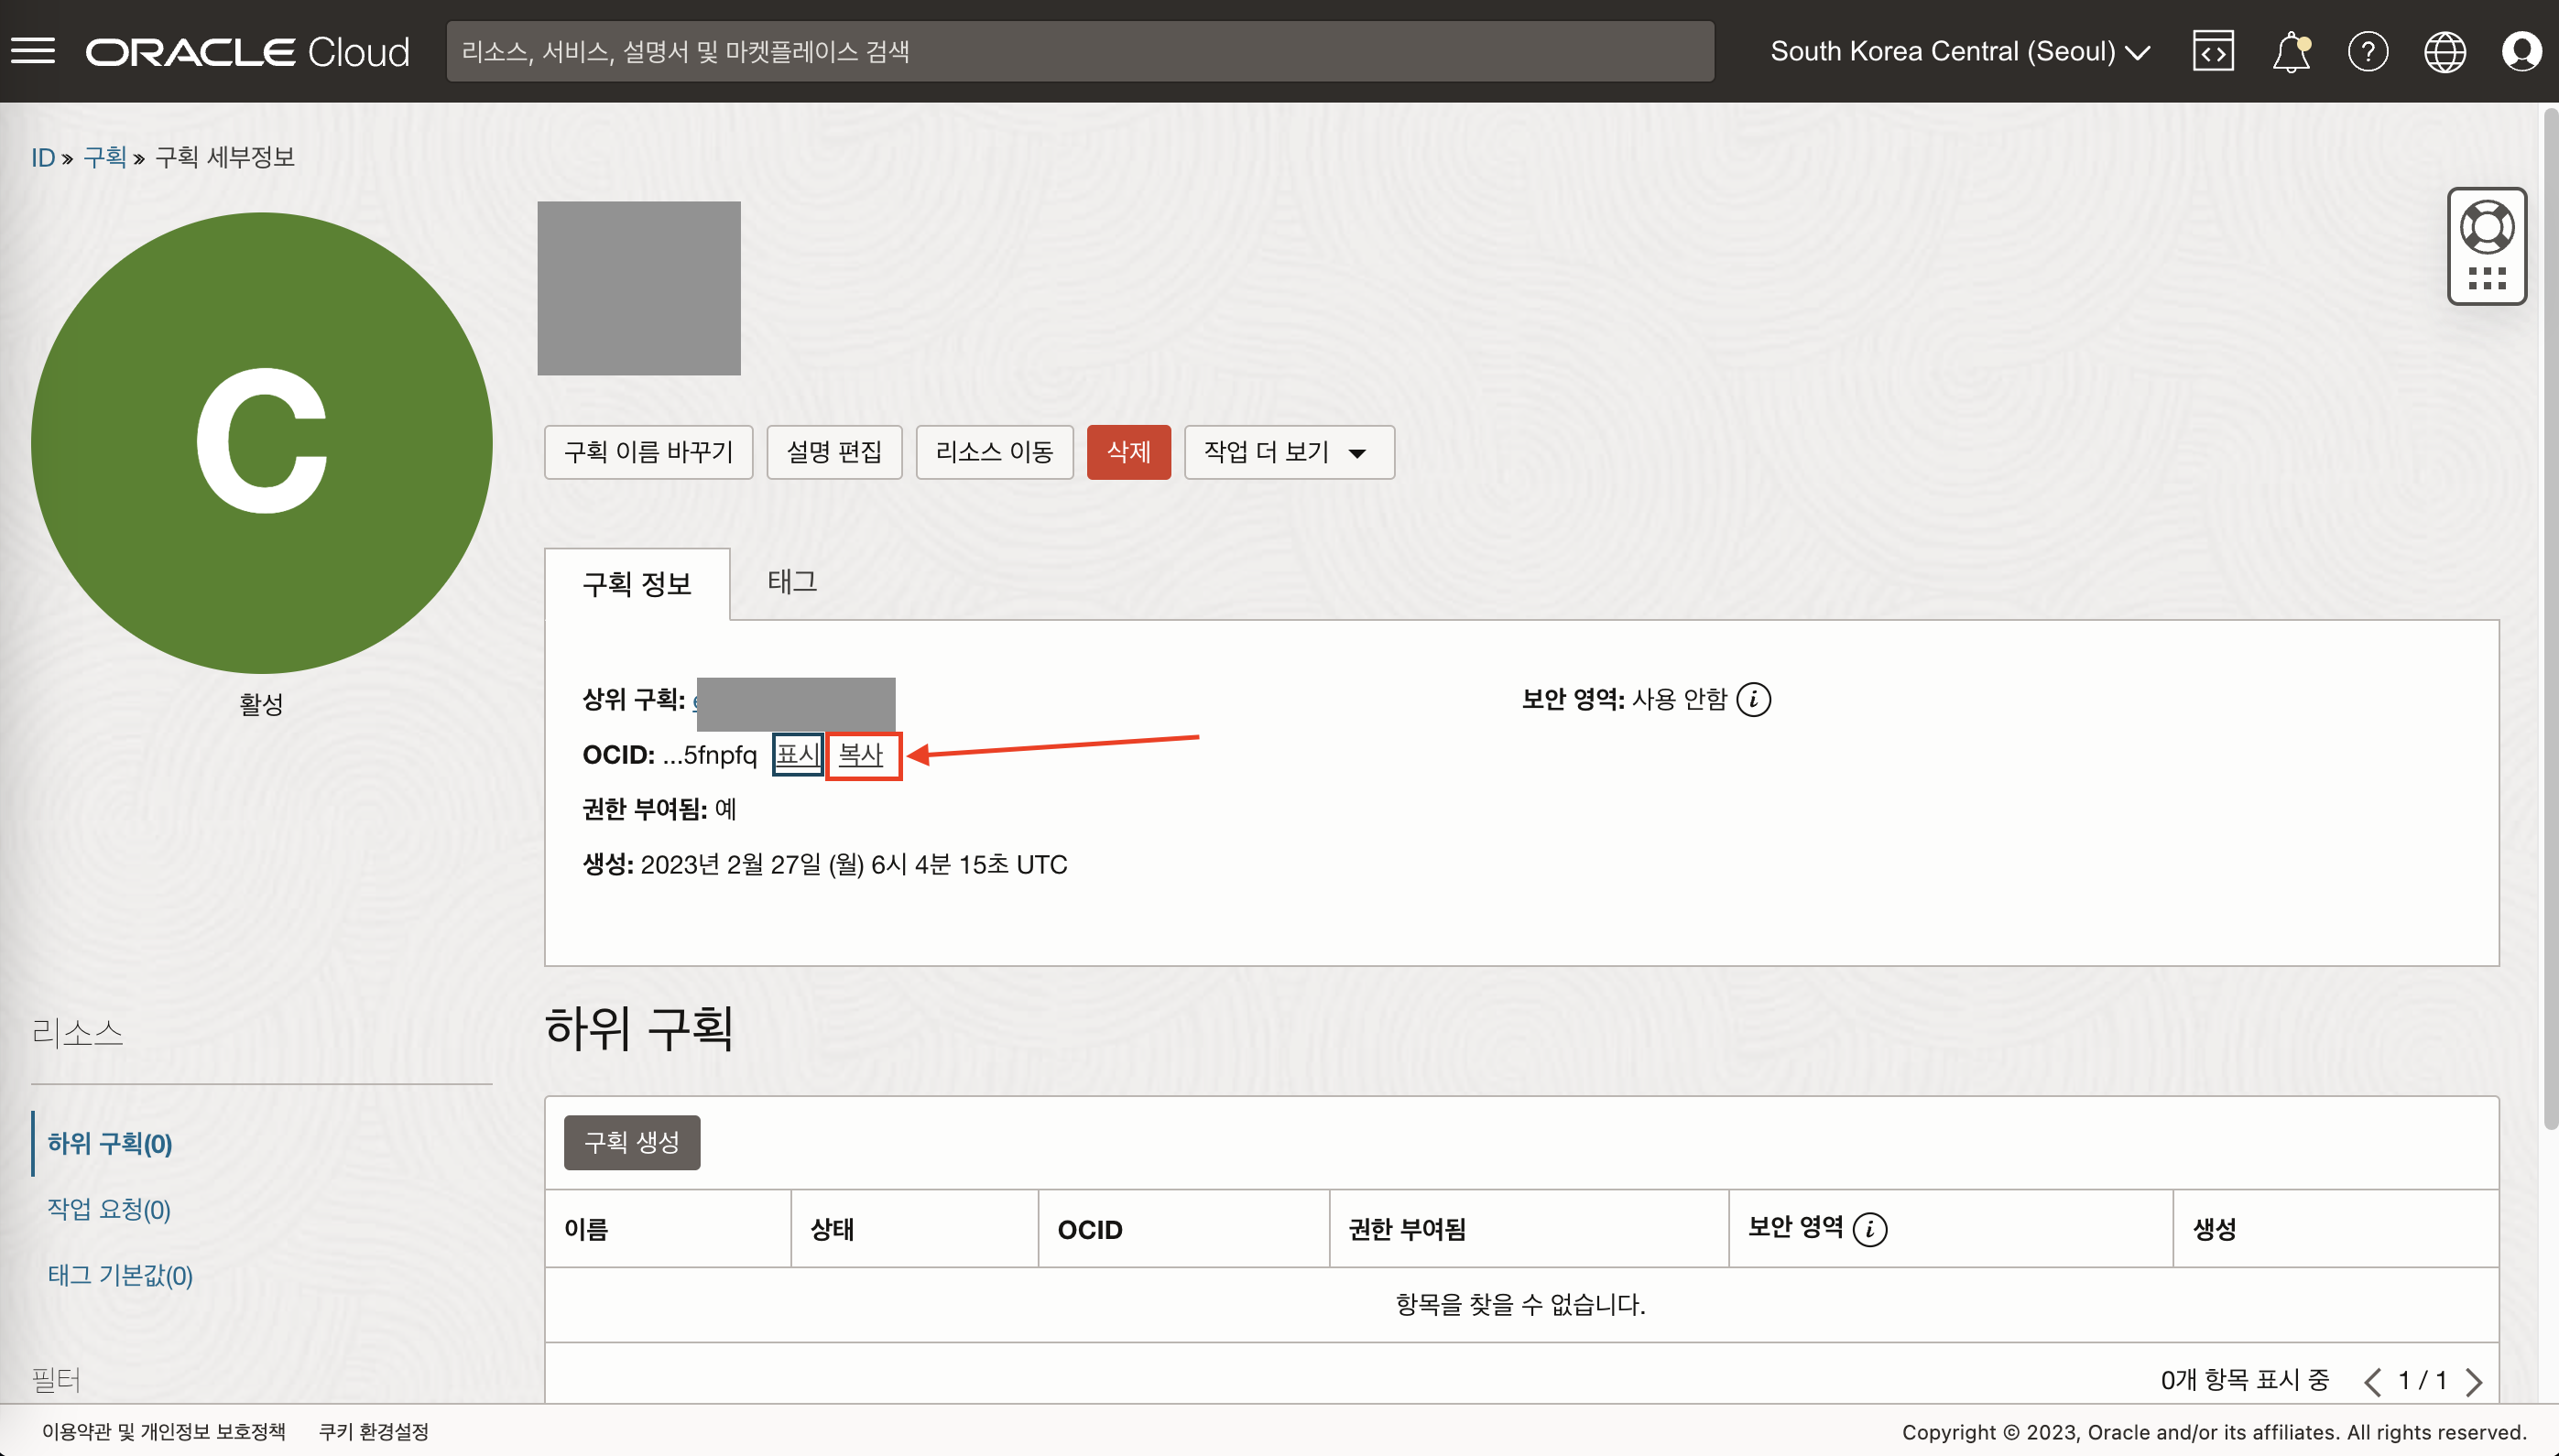 ORACLE Cloud
리소스, 서비스, 설명서 및 마켓플레이스 검색
South Korea Central (Seoul)
ID » 구획 » 구획 세부정보
C
활성
구획 이름 바꾸기
설명 편집
리소스 이동
삭제
작업 더 보기
구획 정보
태그
상위 구획:
보안 영역: 사용 안함
OCID: ...5fnpfq 표시 복사
권한 부여됨: 예
생성: 2023년 2월 27일 (월) 6시 4분 15초 UTC
리소스
하위 구획(0)
작업 요청(0)
태그 기본값(0)
필터
하위 구획
구획 생성
이름 상태 OCID 권한 부여됨 보안 영역 생성
항목을 찾을 수 없습니다.
0개 항목 표시 중 1 / 1
이용약관 및 개인정보 보호정책 쿠키 환경설정
Copyright © 2023, Oracle and/or its affiliates. All rights reserved.